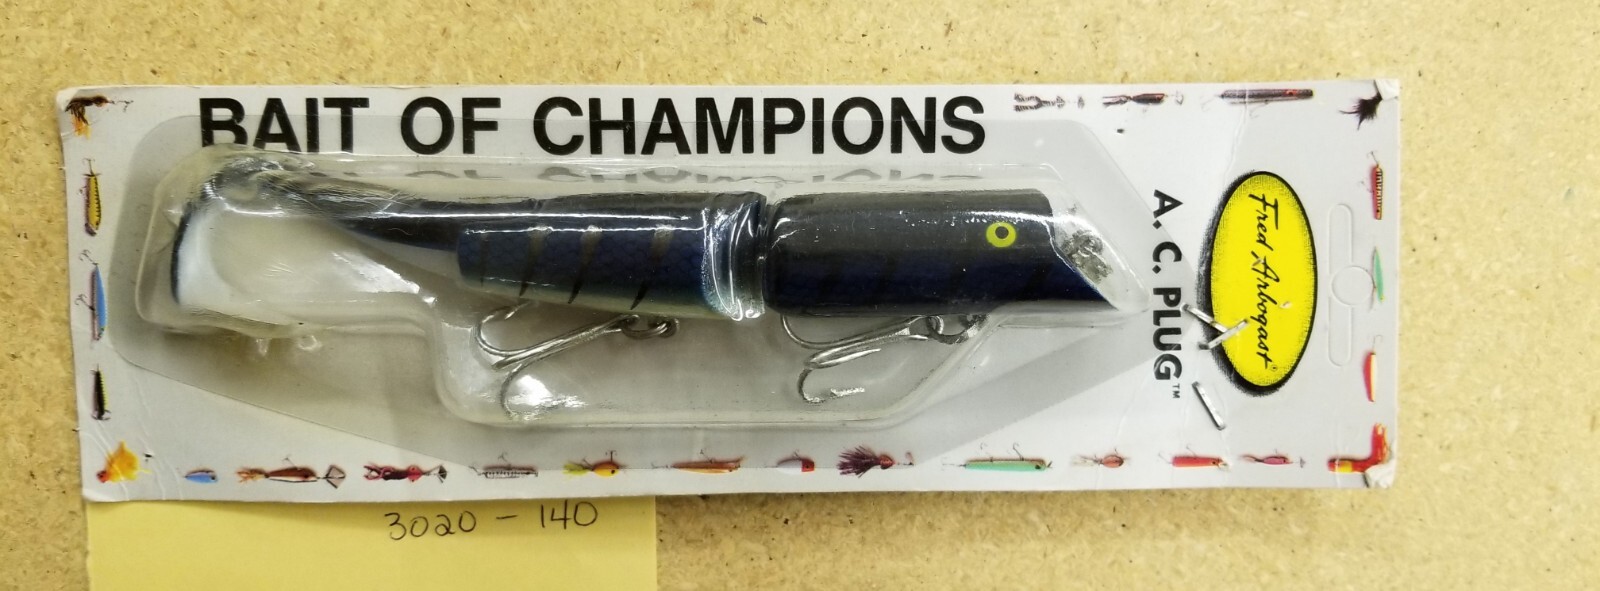 BAIT OF CHAMPIONS
A. C. PLUG™
Fred Arbogast®
3020 - 140